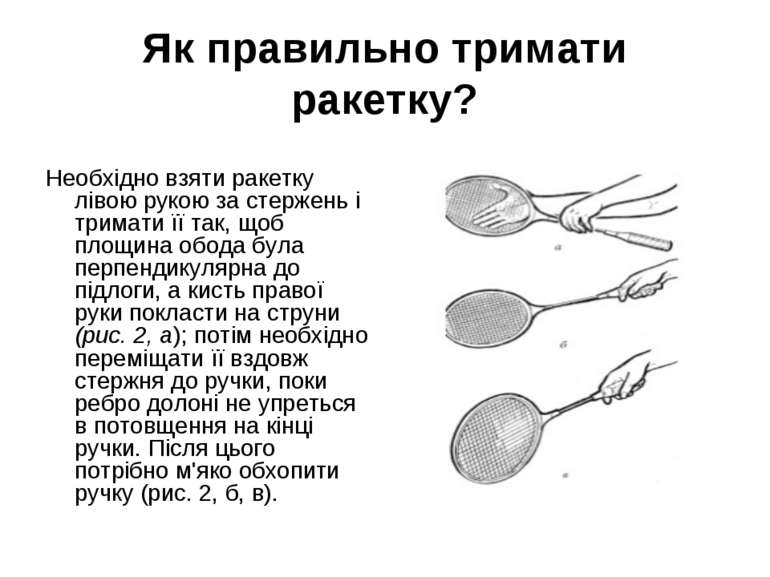 Як правильно тримати
ракетку?
Необхідно взяти ракетку
лівою рукою за стержень і
тримати її так, щоб
площина обода була
перпендикулярна до
підлоги, а кисть правої
руки покласти на струни
(рис. 2, а); потім необхідно
переміщати її вздовж
стержня до ручки, поки
ребро долоні не упреться
в потовщення на кінці
ручки. Після цього
потрібно м'яко обхопити
ручку (рис. 2, б, в).
а
б
в